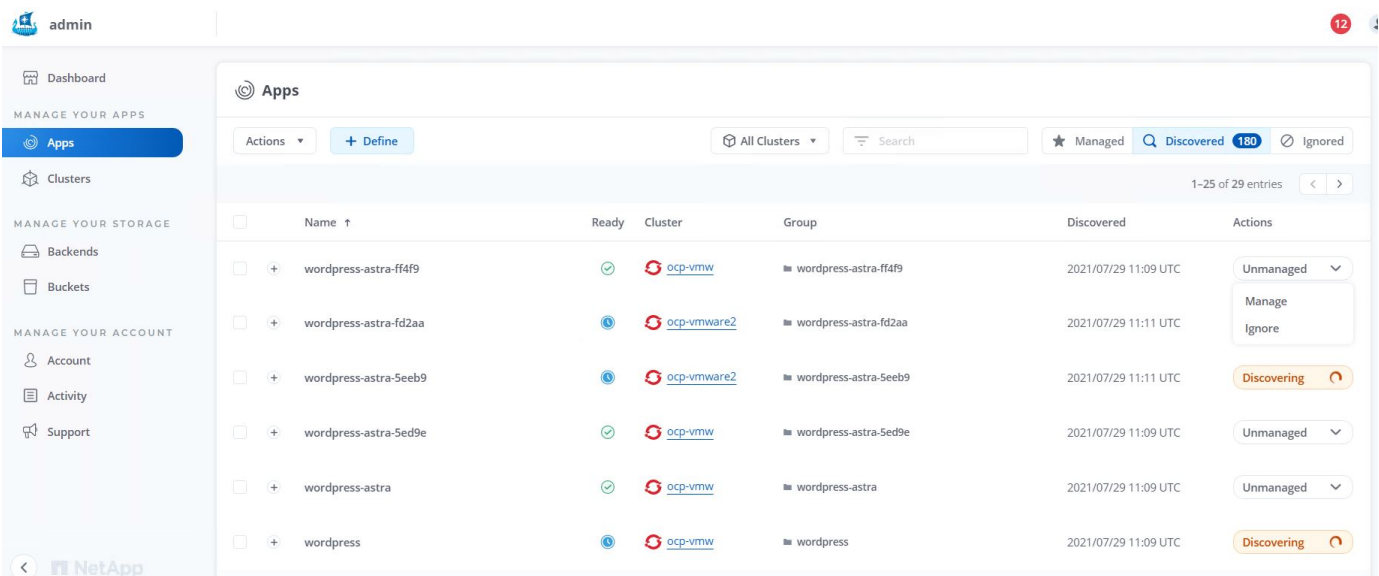 admin
12
Dashboard
MANAGE YOUR APPS
Apps
Clusters
MANAGE YOUR STORAGE
Backends
Buckets
MANAGE YOUR ACCOUNT
Account
Activity
Support
NetApp
Apps
Actions + Define All Clusters Search Managed Discovered 180 Ignored
1–25 of 29 entries < >
Name ↑ Ready Cluster Group Discovered Actions
+ wordpress-astra-ff4f9 ocp-vmw wordpress-astra-ff4f9 2021/07/29 11:09 UTC Unmanaged
Manage
Ignore
+ wordpress-astra-fd2aa ocp-vmware2 wordpress-astra-fd2aa 2021/07/29 11:11 UTC
+ wordpress-astra-5eeb9 ocp-vmware2 wordpress-astra-5eeb9 2021/07/29 11:11 UTC Discovering
+ wordpress-astra-5ed9e ocp-vmw wordpress-astra-5ed9e 2021/07/29 11:09 UTC Unmanaged
+ wordpress-astra ocp-vmw wordpress-astra 2021/07/29 11:09 UTC Unmanaged
+ wordpress ocp-vmw wordpress 2021/07/29 11:09 UTC Discovering